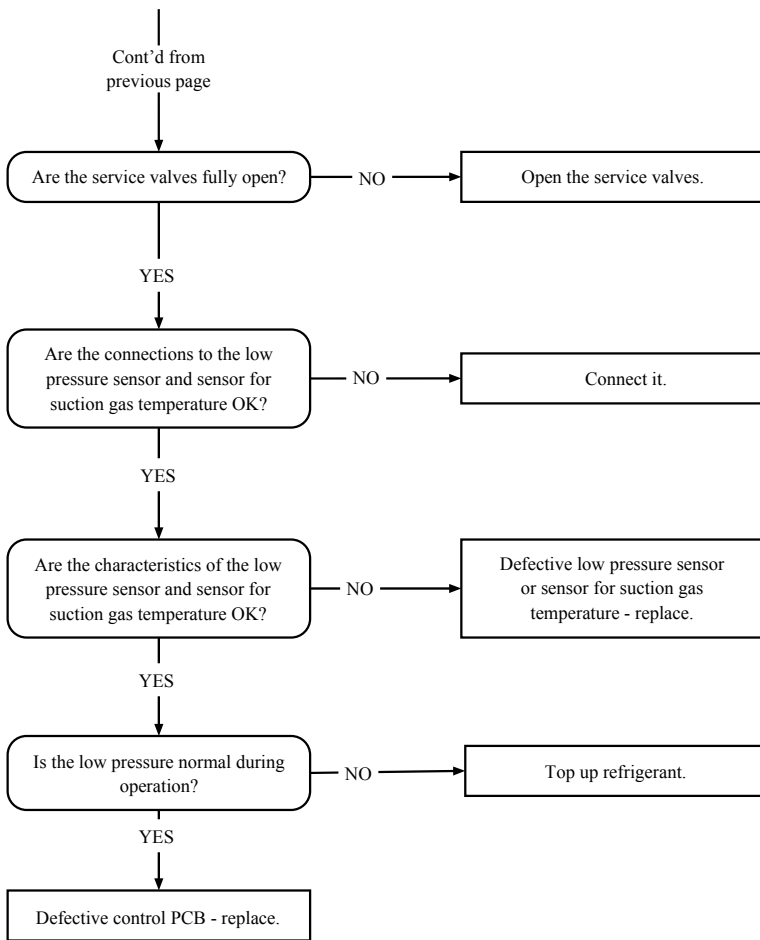 Cont’d from
previous page
Are the service valves fully open?
NO
Open the service valves.
YES
Are the connections to the low
pressure sensor and sensor for
suction gas temperature OK?
NO
Connect it.
YES
Are the characteristics of the low
pressure sensor and sensor for
suction gas temperature OK?
NO
Defective low pressure sensor
or sensor for suction gas
temperature - replace.
YES
Is the low pressure normal during
operation?
NO
Top up refrigerant.
YES
Defective control PCB - replace.